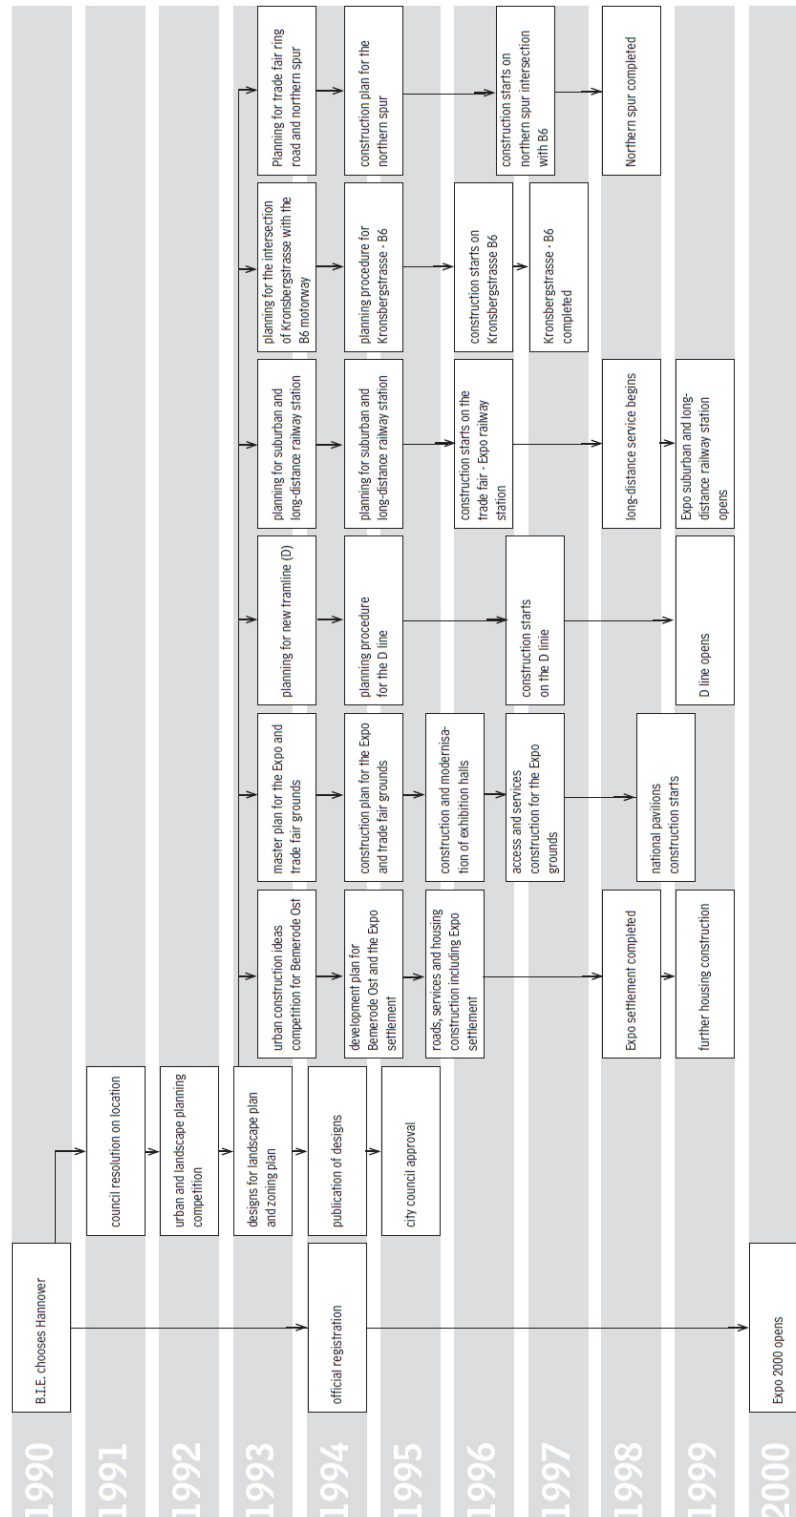 1990
1991
1992
1993
1994
1995
1996
1997
1998
1999
2000
B.I.E. chooses Hannover
official registration
Expo 2000 opens
council resolution on location
urban and landscape planning
competition
designs for landscape plan
and zoning plan
publication of designs
city council approval
urban construction ideas
competition for Bemerode Ost
development plan for
Bemerode Ost and the Expo
settlement
roads, services and housing
construction including Expo
settlement
Expo settlement completed
further housing construction
master plan for the Expo and
trade fair grounds
construction plan for the Expo
and trade fair grounds
construction and modernisa-
tion of exhibition halls
access and services
construction for the Expo
grounds
national pavilions
construction starts
planning for new tramline (D)
planning procedure
for the D line
construction starts
on the D linie
D line opens
planning for suburban and
long-distance railway station
planning for suburban and
long-distance railway station
construction starts on the
trade fair · Expo railway
station
long-distance service begins
Expo suburban and long-
distance railway station
opens
planning for the intersection
of Kronsbergstrasse with the
B6 motorway
planning procedure for
Kronsbergstrasse · B6
construction starts on
Kronsbergstrasse B6
Kronsbergstrasse · B6
completed
Planning for trade fair ring
road and northern spur
construction plan for the
northern spur
construction starts on
northern spur intersection
with B6
Northern spur completed